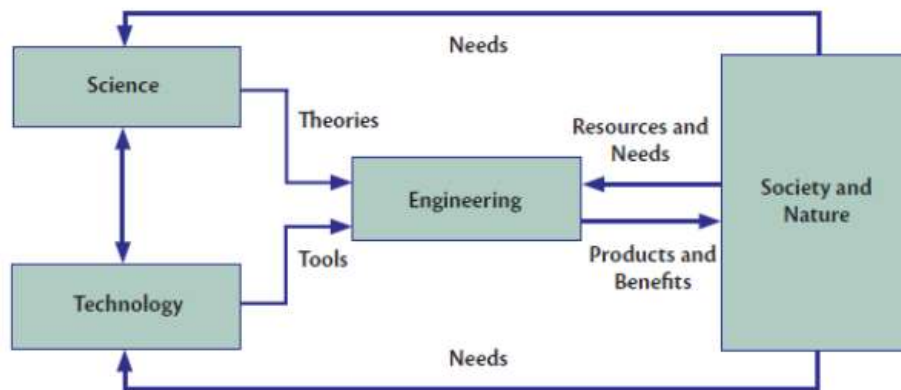 Needs
Science
Theories
Resources and
Needs
Engineering
Society and
Nature
Tools
Products and
Benefits
Technology
Needs